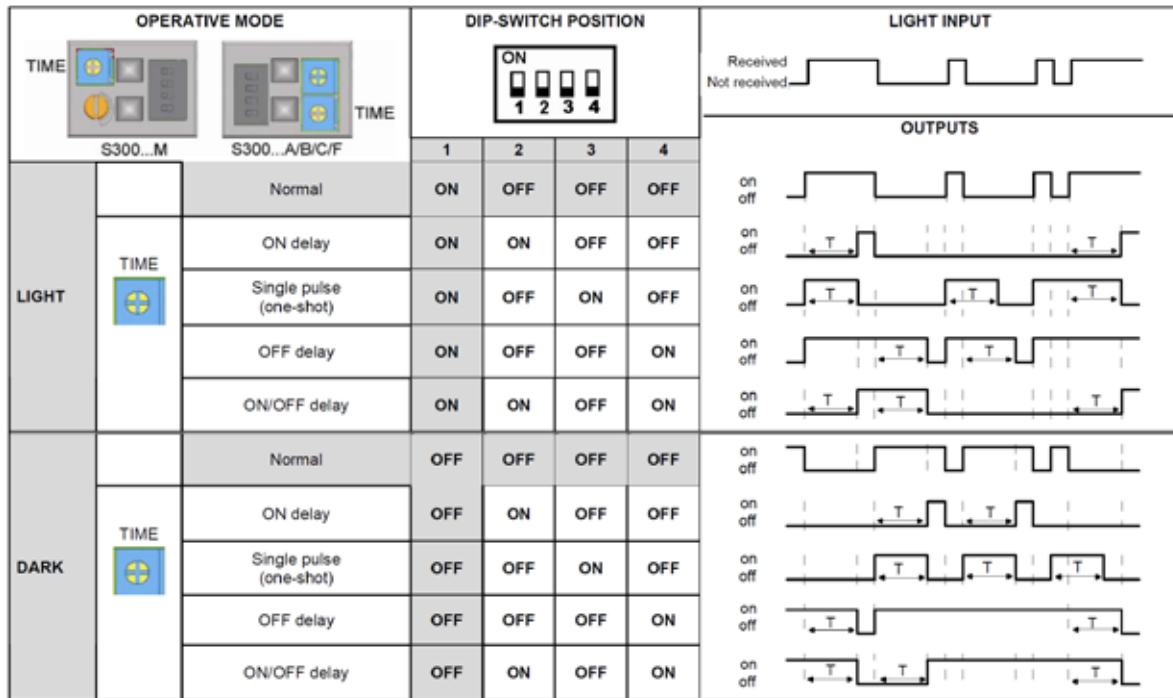 OPERATIVE MODE
DIP-SWITCH POSITION
LIGHT INPUT
TIME
TIME
S300...M
S300...A/B/C/F
ON
1 2 3 4
Received
Not received
OUTPUTS
1 2 3 4
LIGHT
TIME
Normal ON OFF OFF OFF on off
ON delay ON ON OFF OFF on off T T
Single pulse (one-shot) ON OFF ON OFF on off T T T
OFF delay ON OFF OFF ON on off T T
ON/OFF delay ON ON OFF ON on off T T T
DARK
TIME
Normal OFF OFF OFF OFF on off
ON delay OFF ON OFF OFF on off T T
Single pulse (one-shot) OFF OFF ON OFF on off T T T
OFF delay OFF OFF OFF ON on off T T
ON/OFF delay OFF ON OFF ON on off T T T